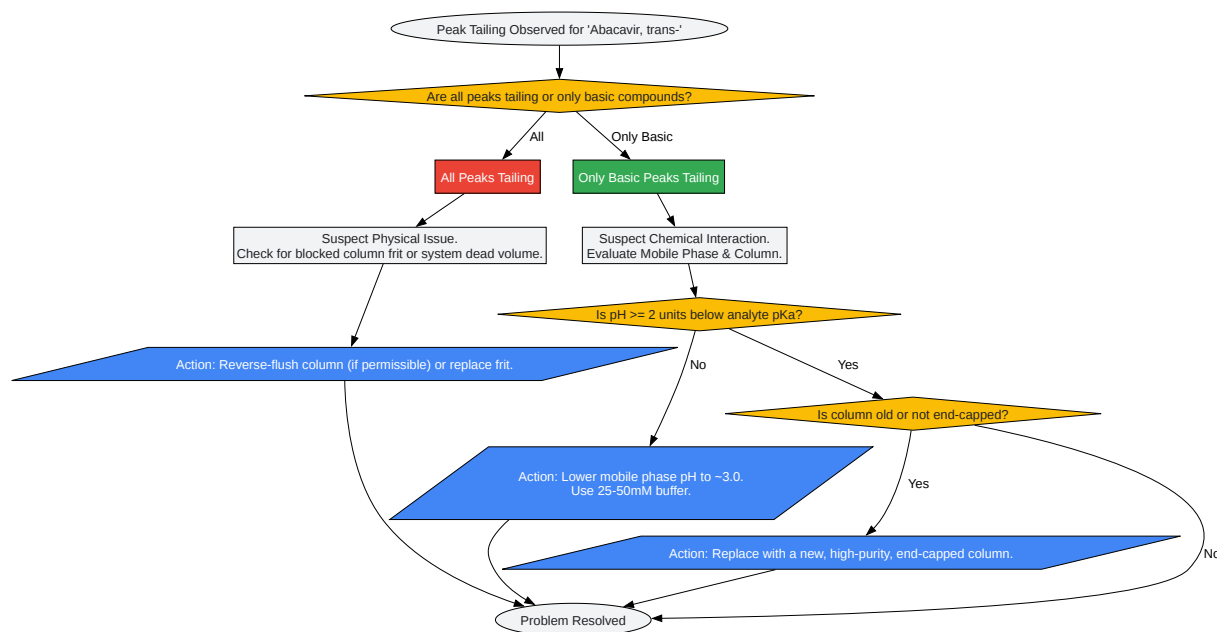 Peak Tailing Observed for 'Abacavir, trans-'
Are all peaks tailing or only basic compounds?
All
Only Basic
All Peaks Tailing
Only Basic Peaks Tailing
Suspect Physical Issue.
Check for blocked column frit or system dead volume.
Suspect Chemical Interaction.
Evaluate Mobile Phase & Column.
Is pH >= 2 units below analyte pKa?
Action: Reverse-flush column (if permissible) or replace frit.
No
Yes
Is column old or not end-capped?
Action: Lower mobile phase pH to ~3.0.
Use 25-50mM buffer.
Yes
No
Action: Replace with a new, high-purity, end-capped column.
Problem Resolved